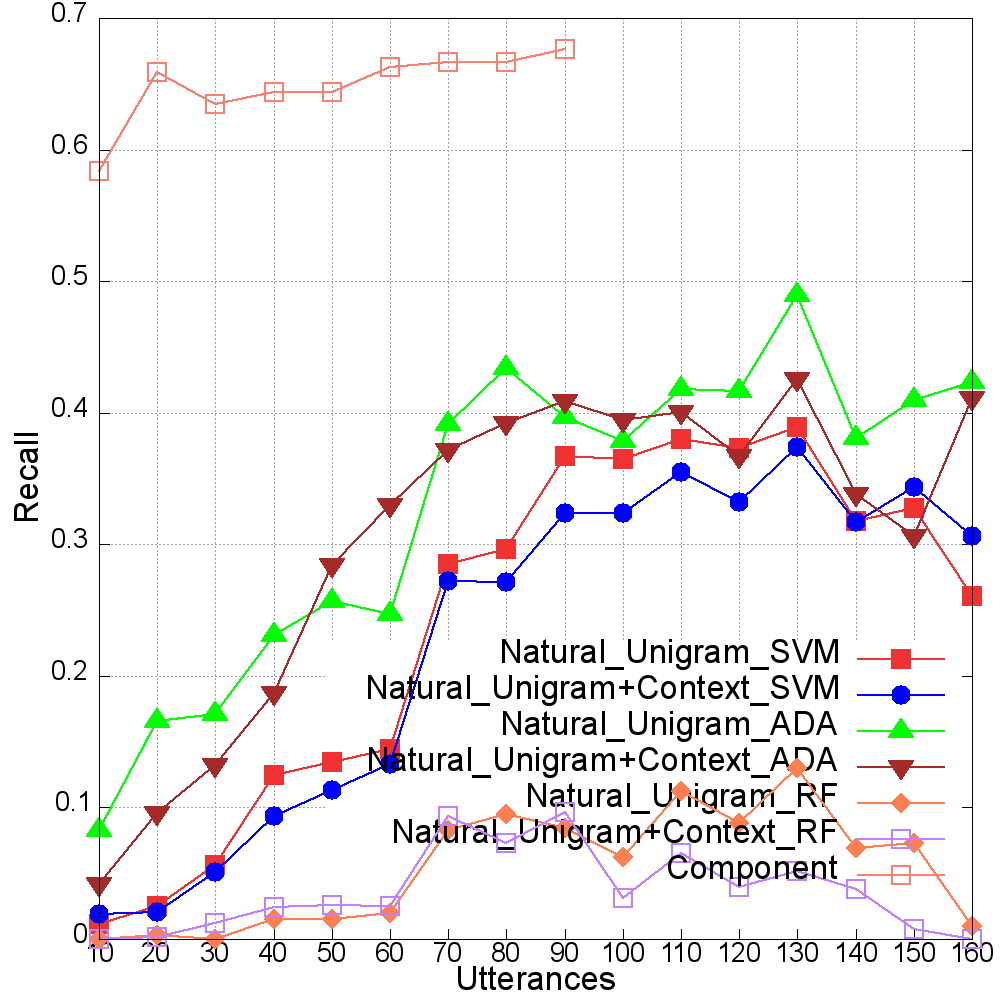 0.7
0.6
0.5
0.4
0.3
0.2
0.1
0
Recall
Natural_Unigram_SVM
Natural_Unigram+Context_SVM
Natural_Unigram_ADA
Natural_Unigram+Context_ADA
Natural_Unigram_RF
Natural_Unigram+Context_RF
Component
10 20 30 40 50 60 70 80 90 100 110 120 130 140 150 160
Utterances